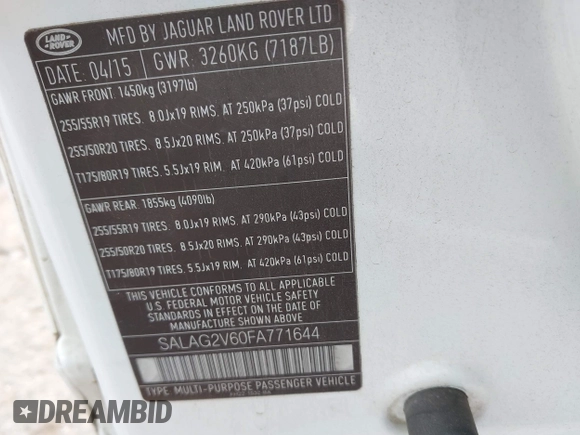 LAND ROVER
MFD BY JAGUAR LAND ROVER LTD
DATE: 04/15 GWR: 3260KG (7187LB)
GAWR FRONT: 1450kg (3197lb)
255/55R19 TIRES. 8.0Jx19 RIMS. AT 250kPa (37psi) COLD
255/50R20 TIRES. 8.5Jx20 RIMS. AT 250kPa (37psi) COLD
T175/80R19 TIRES. 5.5Jx19 RIM. AT 420kPa (61psi) COLD
GAWR REAR: 1855kg (4090lb)
255/55R19 TIRES. 8.0Jx19 RIMS. AT 290kPa (43psi) COLD
255/50R20 TIRES. 8.5Jx20 RIMS. AT 290kPa (43psi) COLD
T175/80R19 TIRES. 5.5Jx19 RIM. AT 420kPa (61psi) COLD
THIS VEHICLE CONFORMS TO ALL APPLICABLE
U.S. FEDERAL MOTOR VEHICLE SAFETY STANDARDS
IN EFFECT ON THE DATE OF MANUFACTURE SHOWN ABOVE
SALAG2V60FA771644
TYPE: MULTI-PURPOSE PASSENGER VEHICLE
DREAMBID